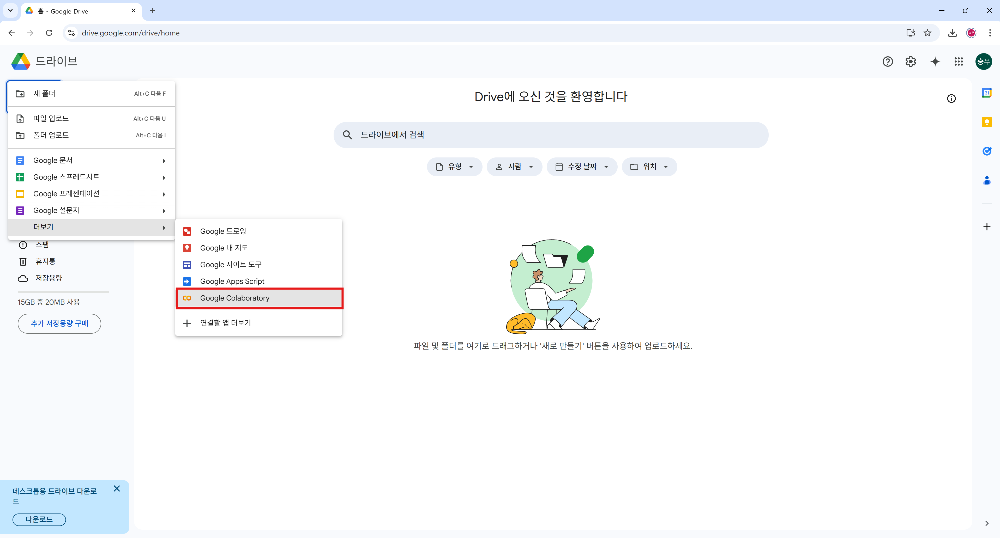 홈 - Google Drive
drive.google.com/drive/home
숭무
드라이브
숭무
새 폴더 Alt+C 다음 F
파일 업로드 Alt+C 다음 U
폴더 업로드 Alt+C 다음 I
Google 문서
Google 스프레드시트
Google 프레젠테이션
Google 설문지
더보기
Google 드로잉
Google 내 지도
Google 사이트 도구
Google Apps Script
Google Colaboratory
연결할 앱 더보기
스팸
휴지통
저장용량
15GB 중 20MB 사용
추가 저장용량 구매
Drive에 오신 것을 환영합니다
드라이브에서 검색
유형 사람 수정 날짜 위치
파일 및 폴더를 여기로 드래그하거나 '새로 만들기' 버튼을 사용하여 업로드하세요.
31
데스크톱용 드라이브 다운로
드
다운로드